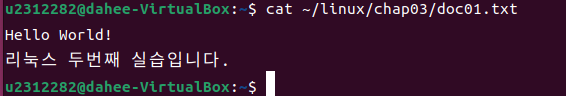 u2312282@dahee-VirtualBox:~$ cat ~/linux/chap03/doc01.txt
Hello World!
리눅스 두번째 실습입니다.
u2312282@dahee-VirtualBox:~$